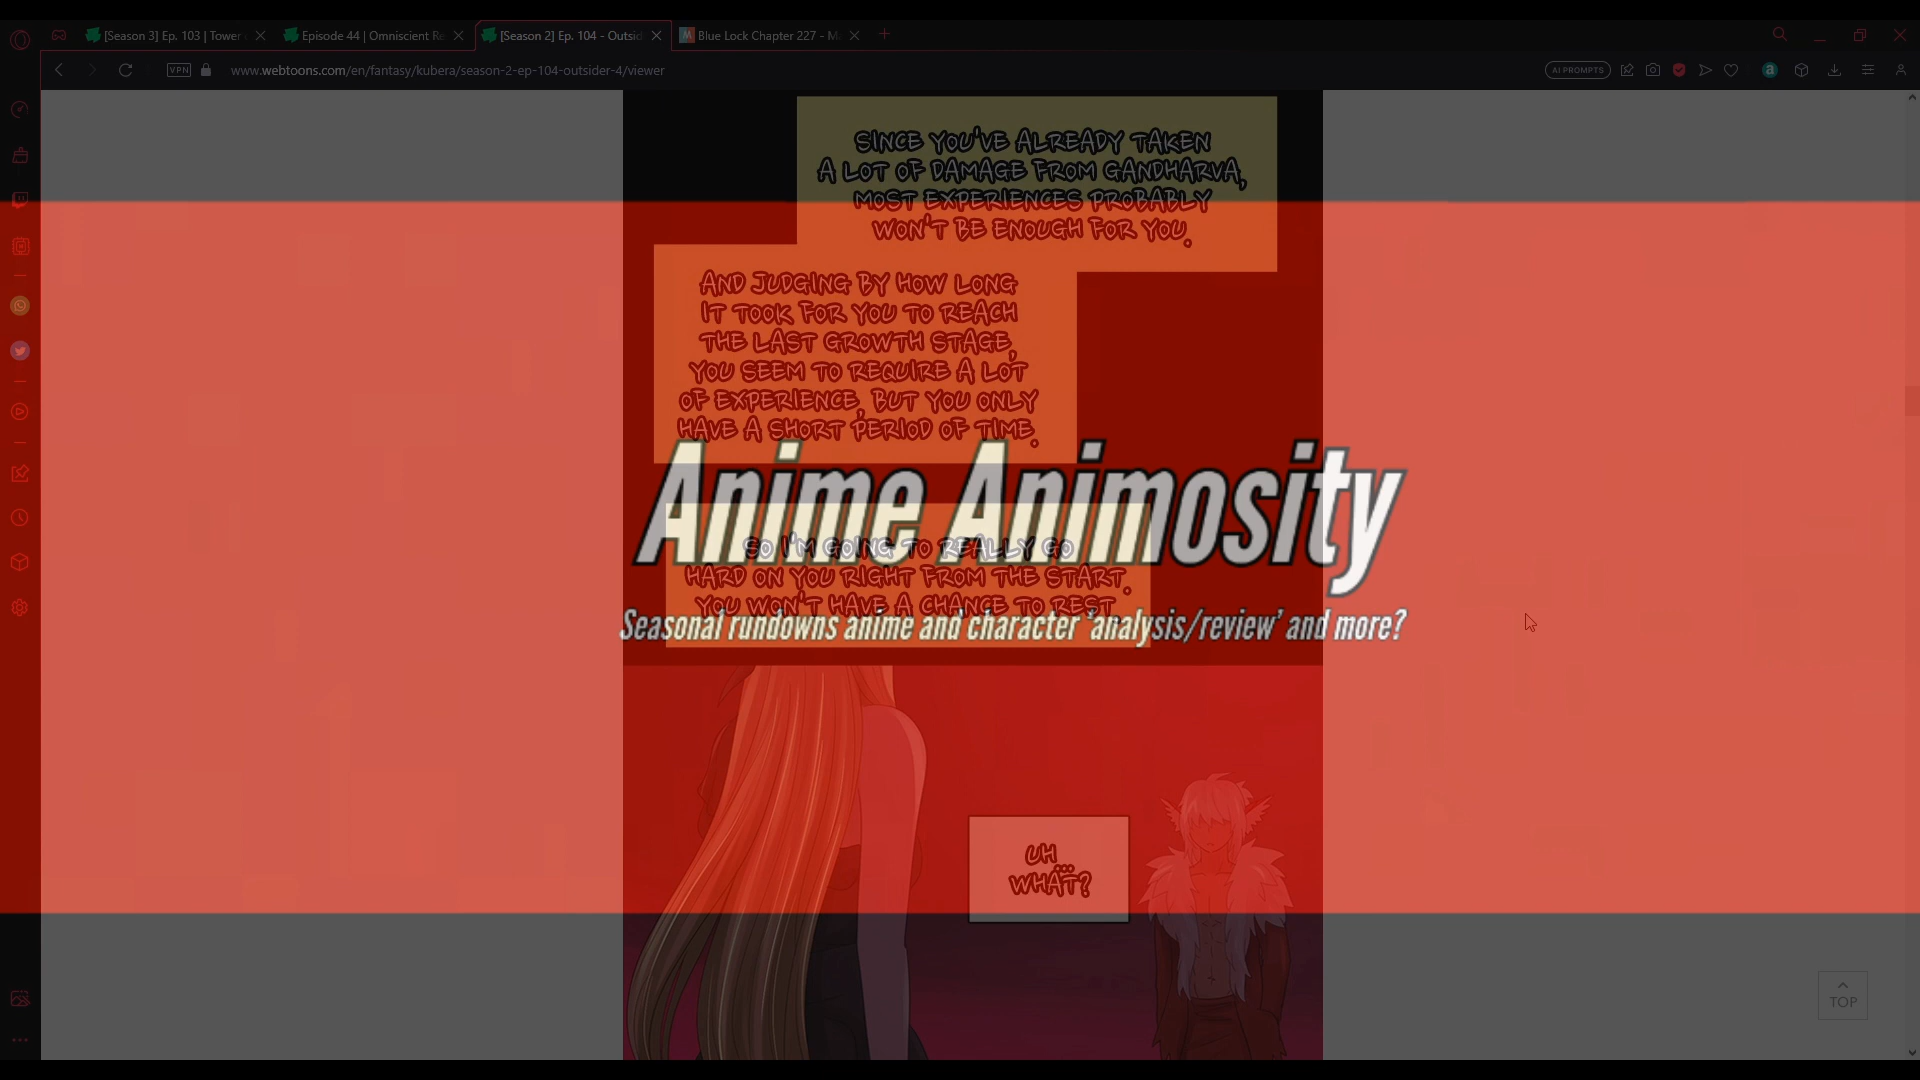 [Season 3] Ep. 103 | Tower
Episode 44 | Omniscient Re
[Season 2] Ep. 104 - Outsid
M
Blue Lock Chapter 227 - M
VPN
www.webtoons.com/en/fantasy/kubera/season-2-ep-104-outsider-4/viewer
AI PROMPTS
a
SINCE YOU'VE ALREADY TAKEN
A LOT OF DAMAGE FROM GANDHARVA,
MOST EXPERIENCES PROBABLY
WON'T BE ENOUGH FOR YOU.
AND JUDGING BY HOW LONG
IT TOOK FOR YOU TO REACH
THE LAST GROWTH STAGE,
YOU SEEM TO REQUIRE A LOT
OF EXPERIENCE, BUT YOU ONLY
HAVE A SHORT PERIOD OF TIME.
Anime Animosity
SO I'M GOING TO REALLY GO
HARD ON YOU RIGHT FROM THE START.
YOU WON'T HAVE A CHANCE TO REST
Seasonal rundowns anime and character 'analysis/review' and more?
UH...
WHAT?
TOP